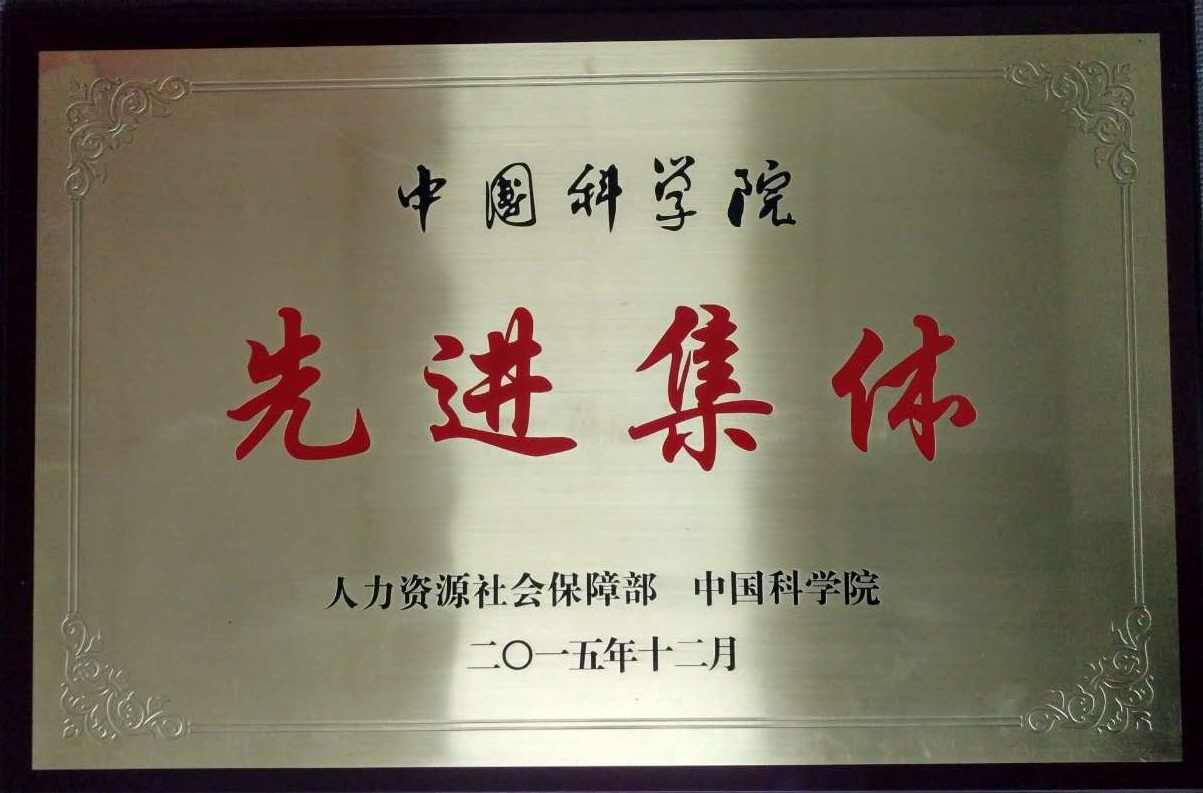 中國科学院
先进集体
人力资源社会保障部 中国科学院
二〇一五年十二月